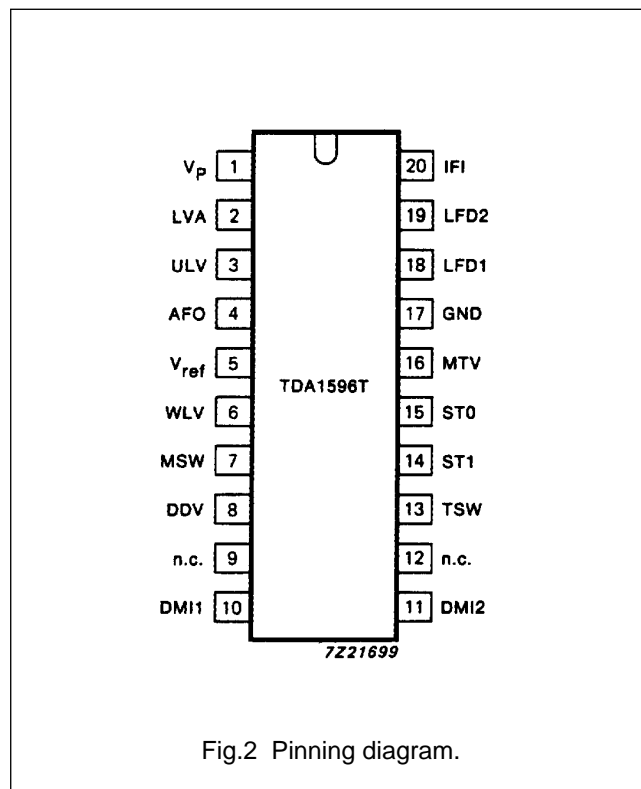 V_P 1 20 IFI
LVA 2 19 LFD2
ULV 3 18 LFD1
AFO 4 17 GND
V_ref 5 16 MTV
TDA1596T
WLV 6 15 ST0
MSW 7 14 ST1
DDV 8 13 TSW
n.c. 9 12 n.c.
DMI1 10 11 DMI2
7Z21699
Fig.2 Pinning diagram.